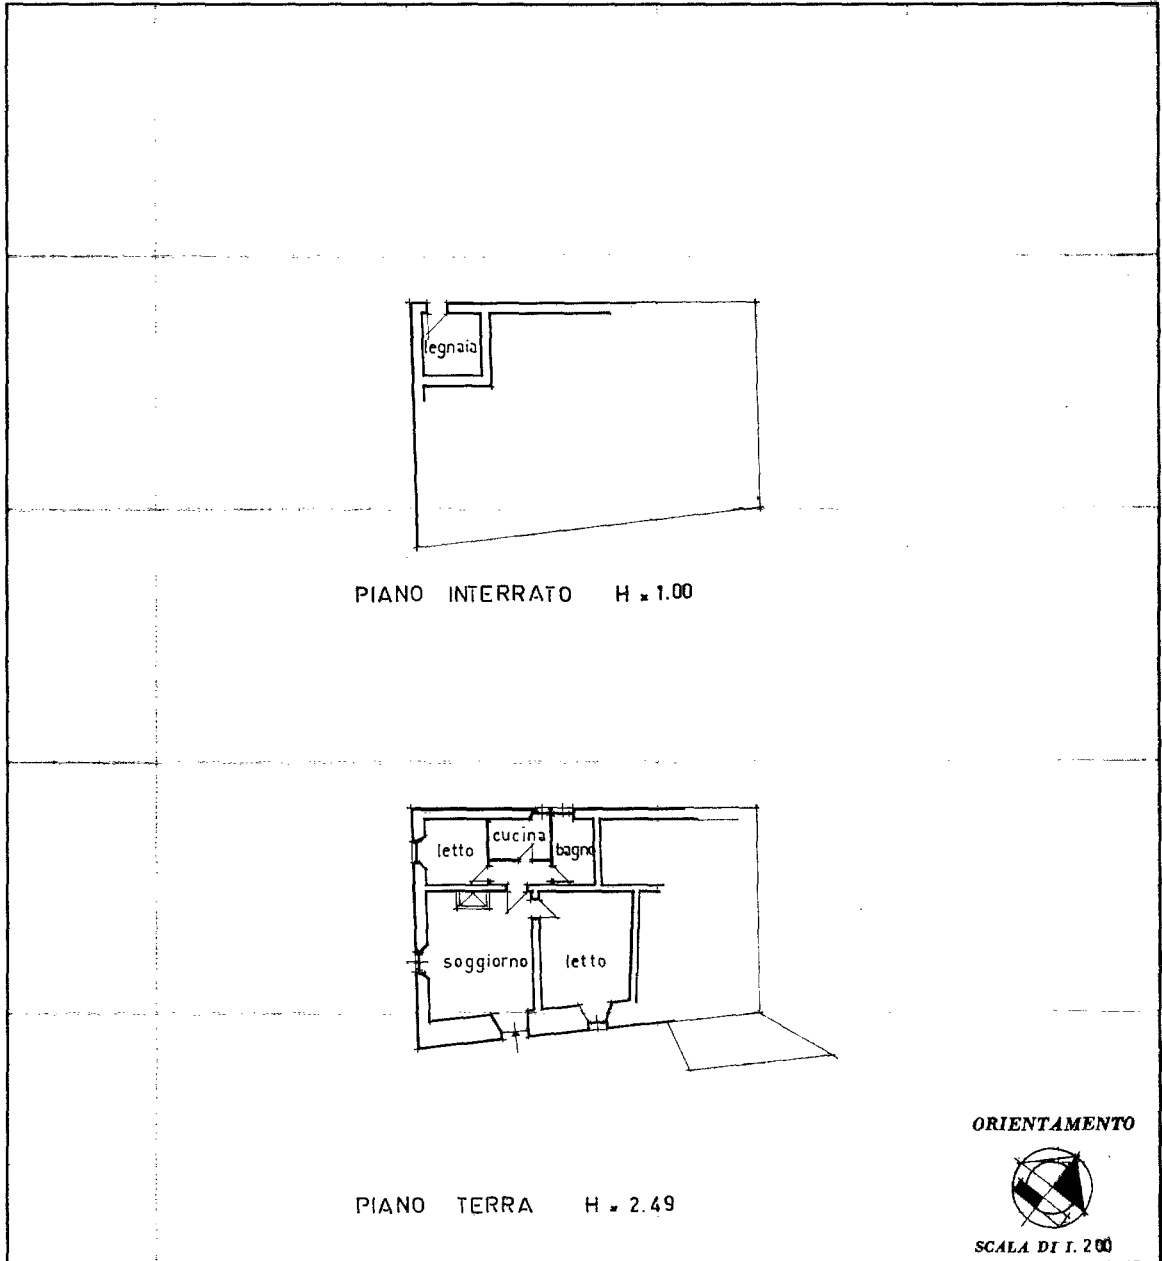 legnaia
PIANO INTERRATO H = 1.00
cucina
letto
bagno
soggiorno
letto
ORIENTAMENTO
PIANO TERRA H = 2.49
SCALA DI 1. 200